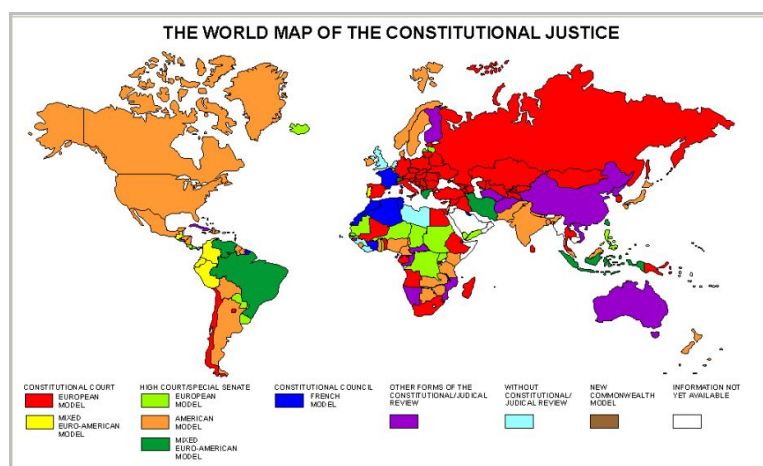 THE WORLD MAP OF THE CONSTITUTIONAL JUSTICE
CONSTITUTIONAL COURT
EUROPEAN
MODEL
MIXED
EURO-AMERICAN
MODEL
HIGH COURT/SPECIAL SENATE
EUROPEAN
MODEL
AMERICAN
MODEL
MIXED
EURO-AMERICAN
MODEL
CONSTITUTIONAL COUNCIL
FRENCH
MODEL
OTHER FORMS OF THE
CONSTITUTIONAL/JUDICAL
REVIEW
WITHOUT
CONSTITUTIONAL/
JUDICAL REVIEW
NEW
COMMONWEALTH
MODEL
INFORMATION NOT
YET AVAILABLE